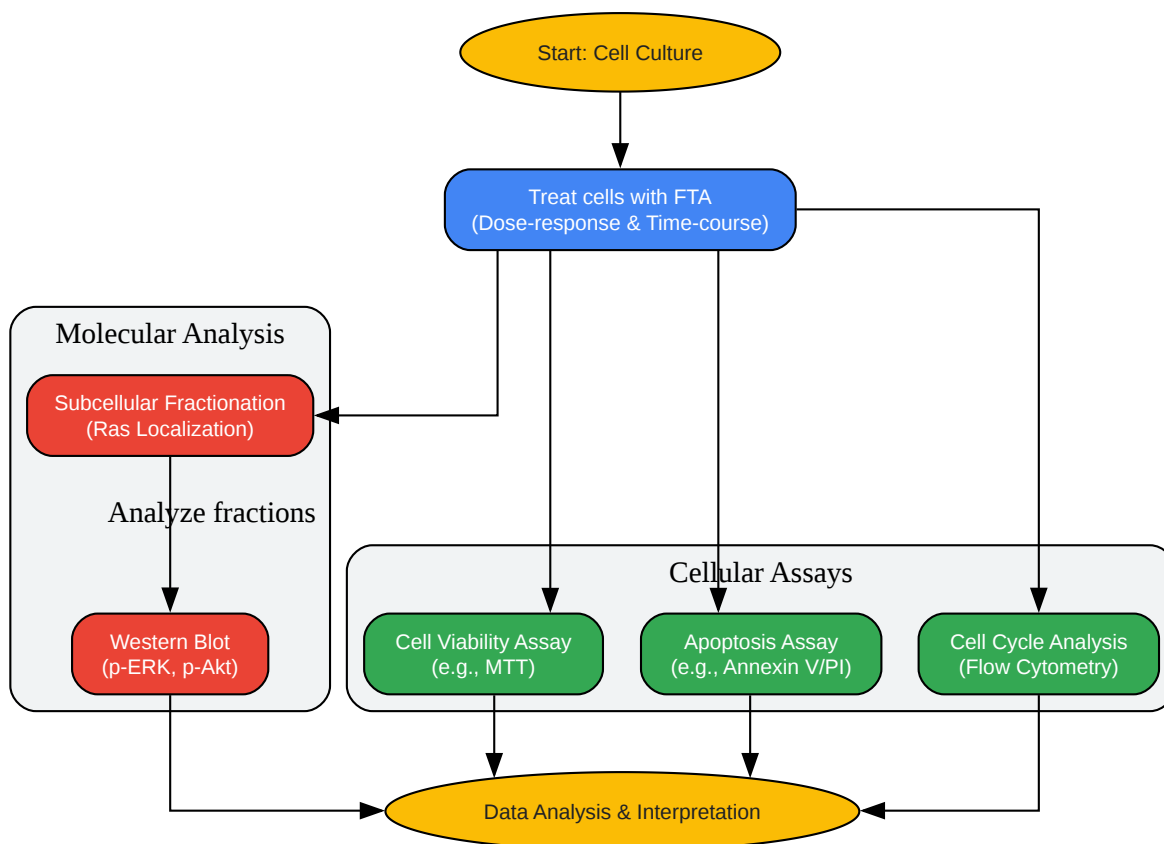 Start: Cell Culture
Treat cells with FTA
(Dose-response & Time-course)
Molecular Analysis
Subcellular Fractionation
(Ras Localization)
Analyze fractions
Cellular Assays
Western Blot
(p-ERK, p-Akt)
Cell Viability Assay
(e.g., MTT)
Apoptosis Assay
(e.g., Annexin V/PI)
Cell Cycle Analysis
(Flow Cytometry)
Data Analysis & Interpretation